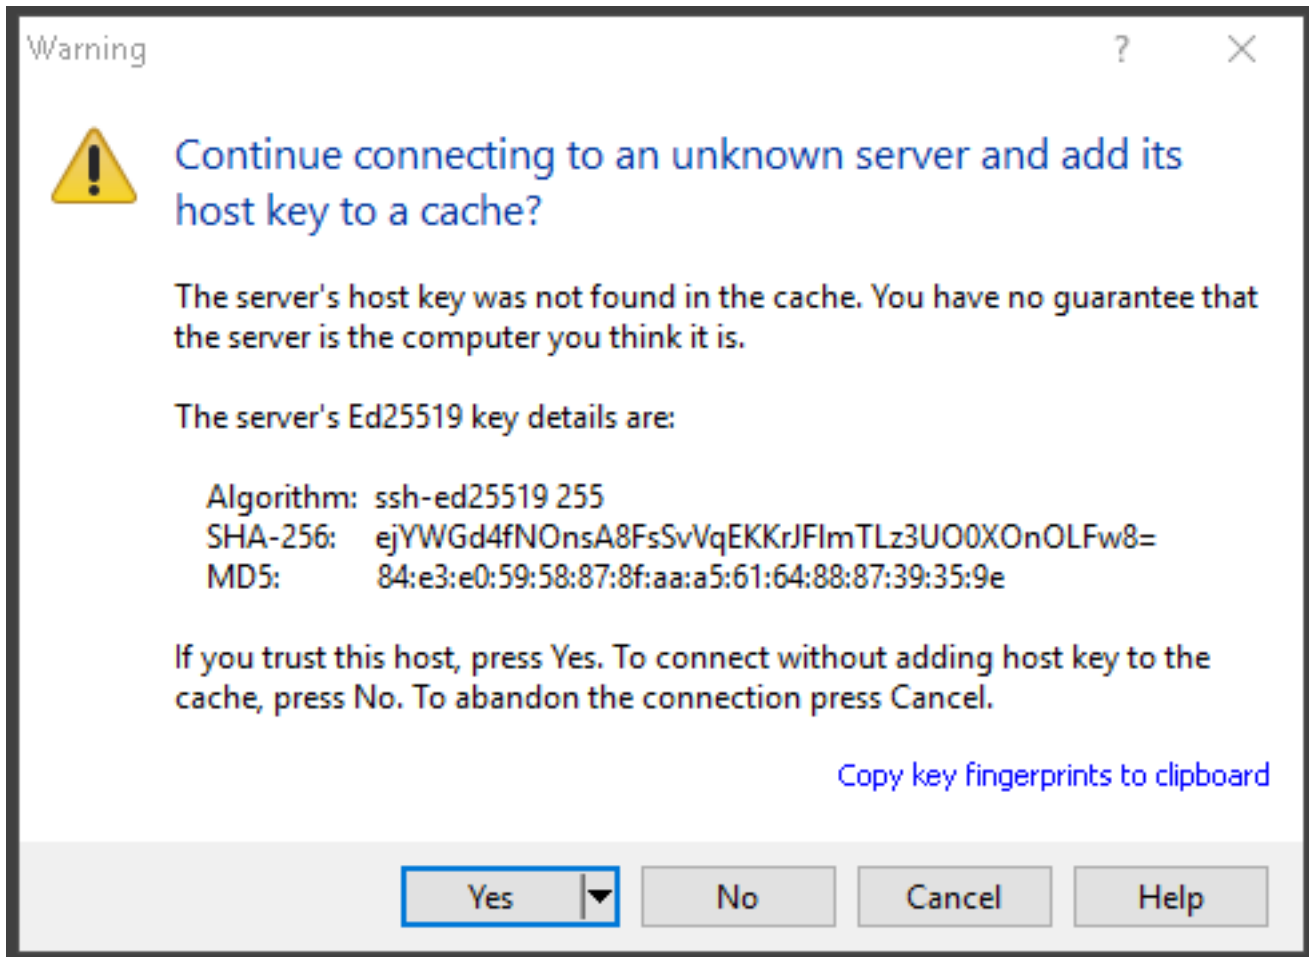 Warning
Continue connecting to an unknown server and add its
host key to a cache?
The server's host key was not found in the cache. You have no guarantee that
the server is the computer you think it is.
The server's Ed25519 key details are:
Algorithm: ssh-ed25519 255
SHA-256: ejYWGd4fNOnsA8FsSvVqEKKrJFlmTLz3UO0XOnOLFw8=
MD5: 84:e3:e0:59:58:87:8f:aa:a5:61:64:88:87:39:35:9e
If you trust this host, press Yes. To connect without adding host key to the
cache, press No. To abandon the connection press Cancel.
Copy key fingerprints to clipboard
Yes No Cancel Help